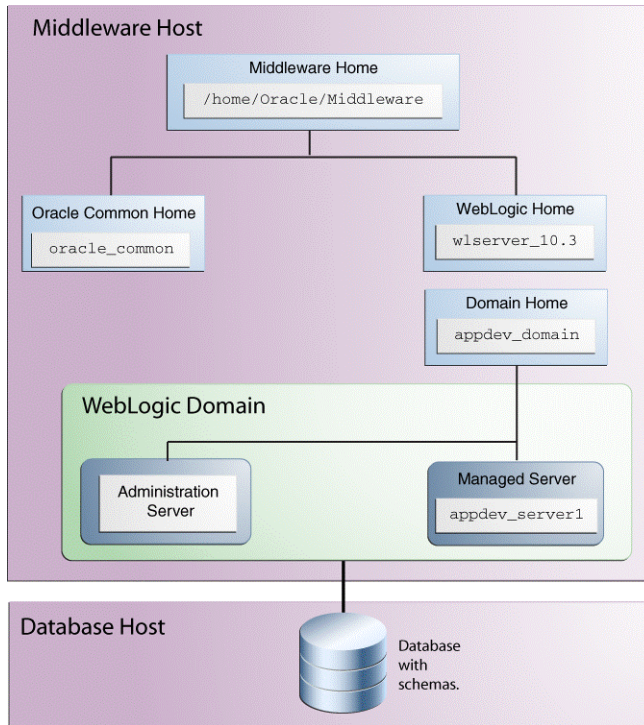 Middleware Host
Middleware Home
/home/Oracle/Middleware
Oracle Common Home
oracle_common
WebLogic Home
wlserver_10.3
Domain Home
appdev_domain
WebLogic Domain
Administration
Server
Managed Server
appdev_server1
Database Host
Database
with
schemas.